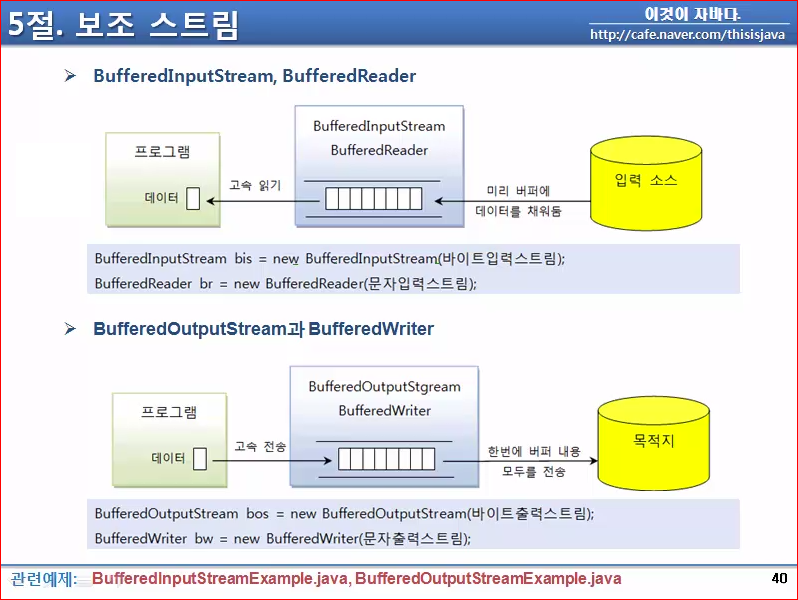 5절. 보조 스트림
이것이 자바다.
http://cafe.naver.com/thisisjava
➢ BufferedInputStream, BufferedReader
프로그램
데이터
고속 읽기
BufferedInputStream
BufferedReader
미리 버퍼에
데이터를 채워둠
입력 소스
BufferedInputStream bis = new BufferedInputStream(바이트입력스트림);
BufferedReader br = new BufferedReader(문자입력스트림);
➢ BufferedOutputStream과 BufferedWriter
프로그램
데이터
고속 전송
BufferedOutputStgream
BufferedWriter
한번에 버퍼 내용
모두를 전송
목적지
BufferedOutputStream bos = new BufferedOutputStream(바이트출력스트림);
BufferedWriter bw = new BufferedWriter(문자출력스트림);
관련예제: BufferedInputStreamExample.java, BufferedOutputStreamExample.java
40